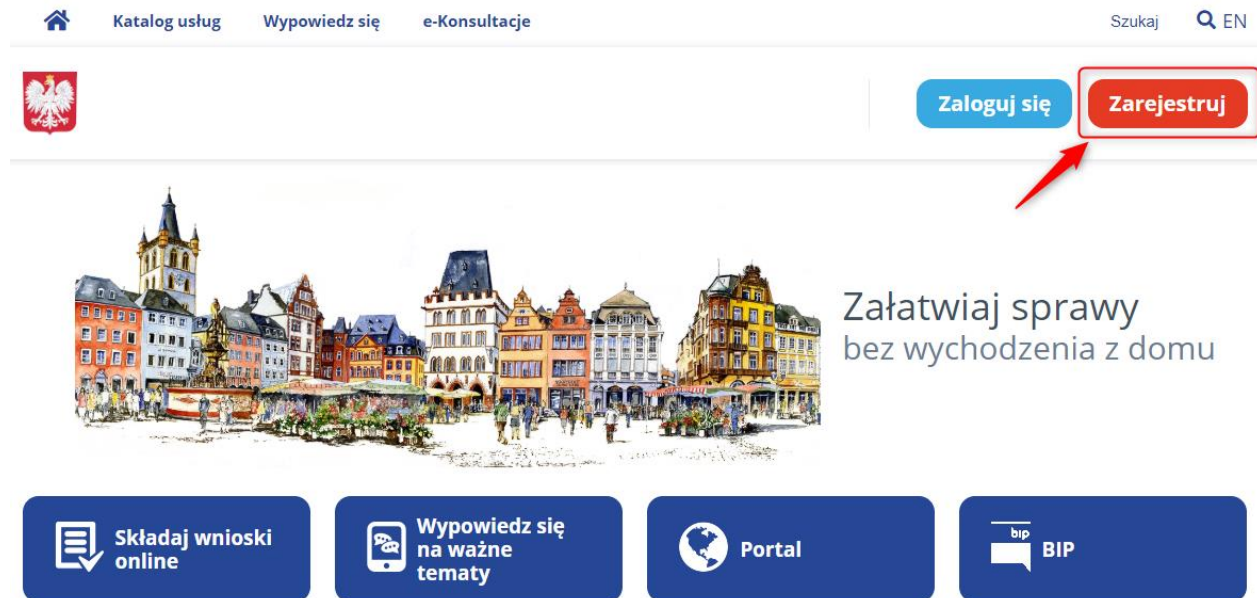 Katalog usług Wypowiedz się e-Konsultacje Szukaj EN
Zaloguj się Zarejestruj
Załatwiaj sprawy
bez wychodzenia z domu
Składaj wnioski
online
Wypowiedz się
na ważne
tematy
Portal
bip
BIP